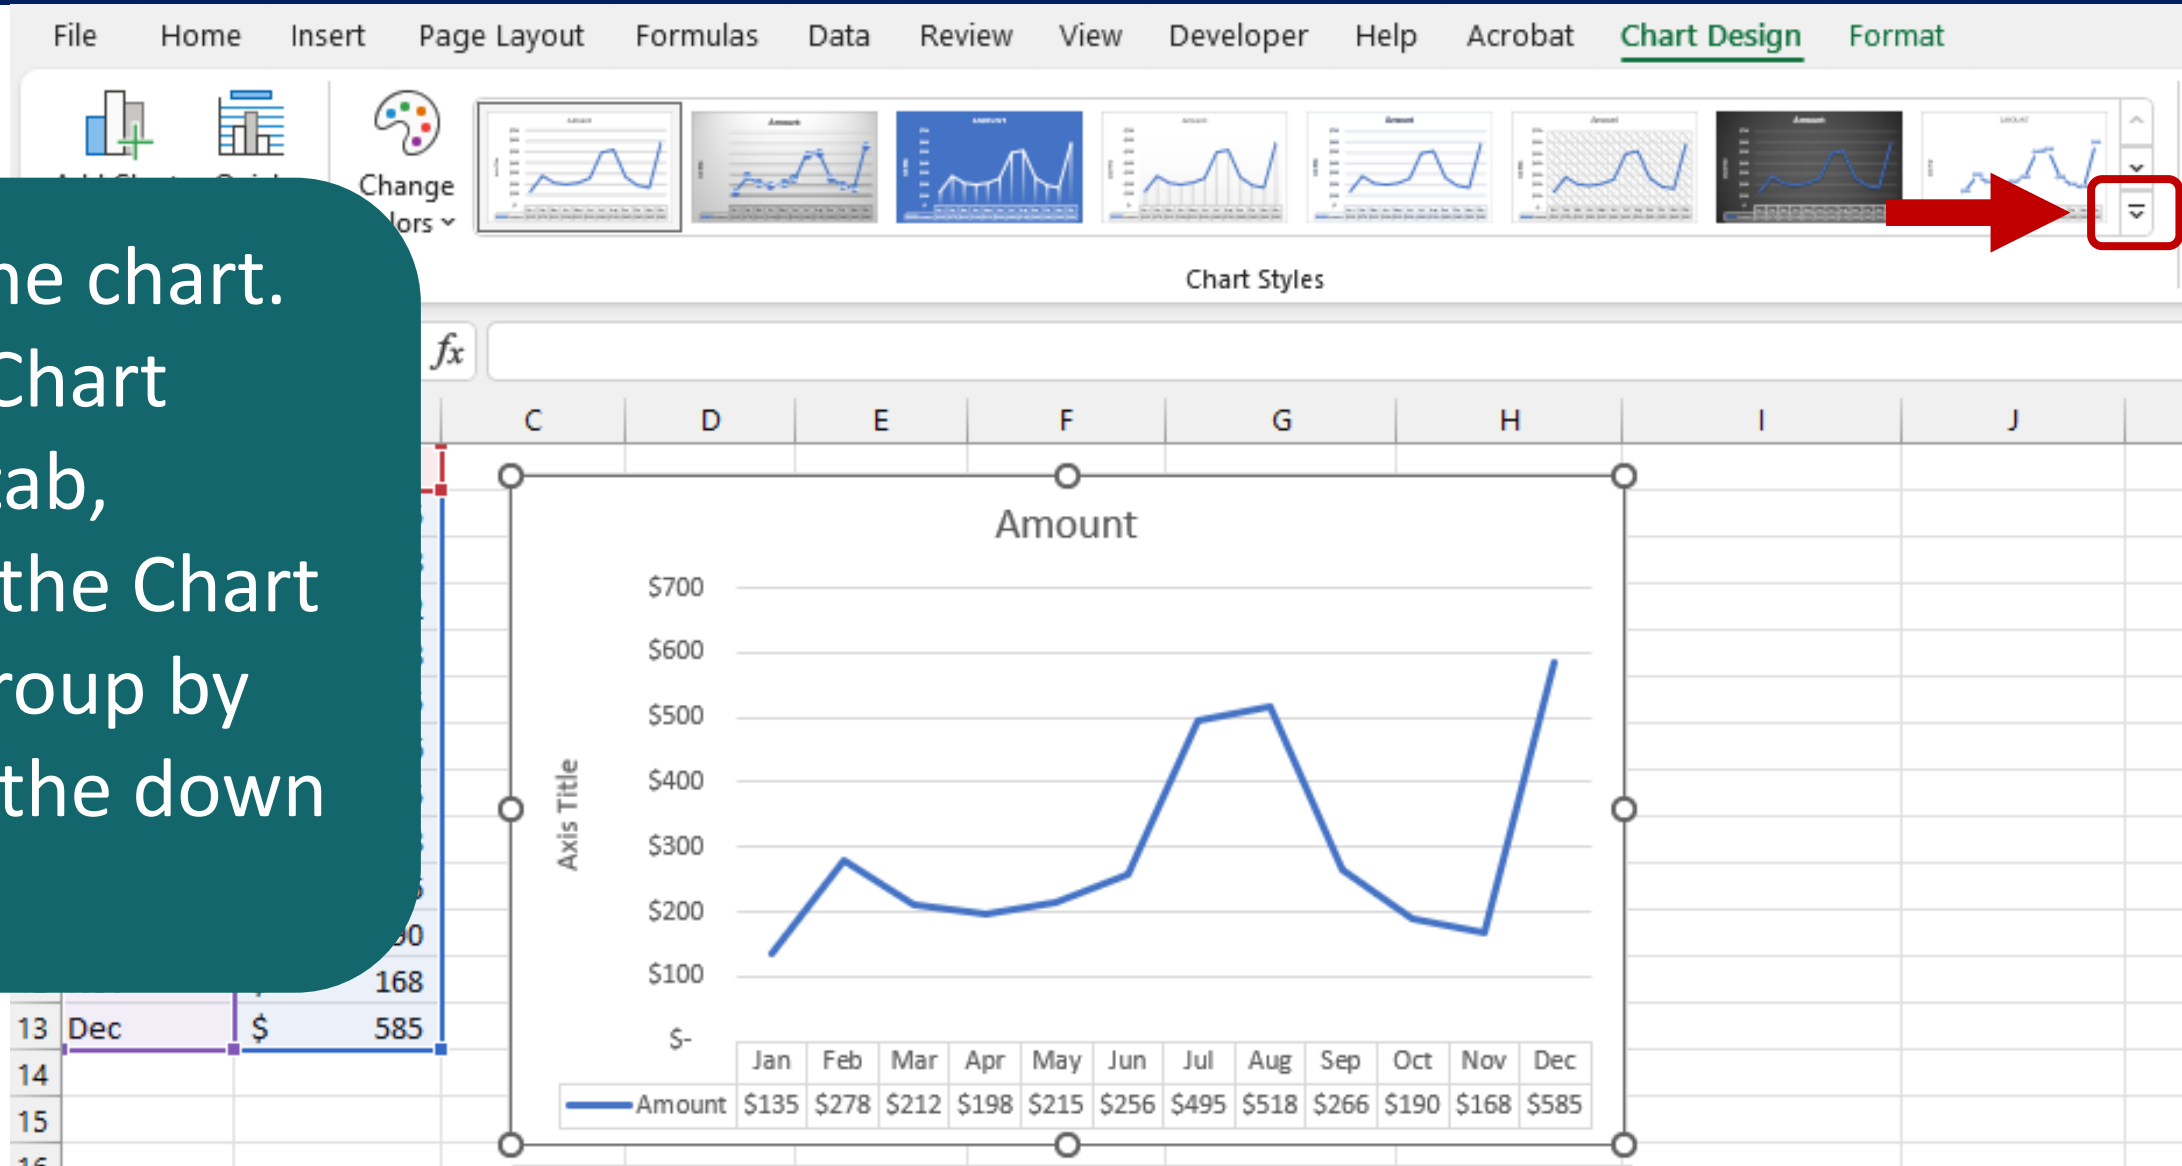 File Home Insert Page Layout Formulas Data Review View Developer Help Acrobat Chart Design Format
Change
Chart Styles
fx
chart.
Chart
tab,
the Chart
by
the down
C D E F G H I J
Amount
$700
$600
$500
$400
$300
$200
$100
$-
Axis Title
Jan Feb Mar Apr May Jun Jul Aug Sep Oct Nov Dec
Amount $135 $278 $212 $198 $215 $256 $495 $518 $266 $190 $168 $585
168
13 Dec $ 585
14
15